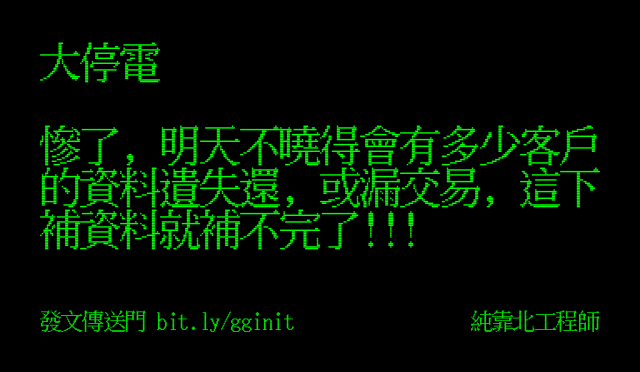 大停電
慘了, 明天不曉得會有多少客戶
的資料遺失還, 或漏交易, 這下
補資料就補不完了!!!
發文傳送門 bit.ly/gginit
純靠北工程師